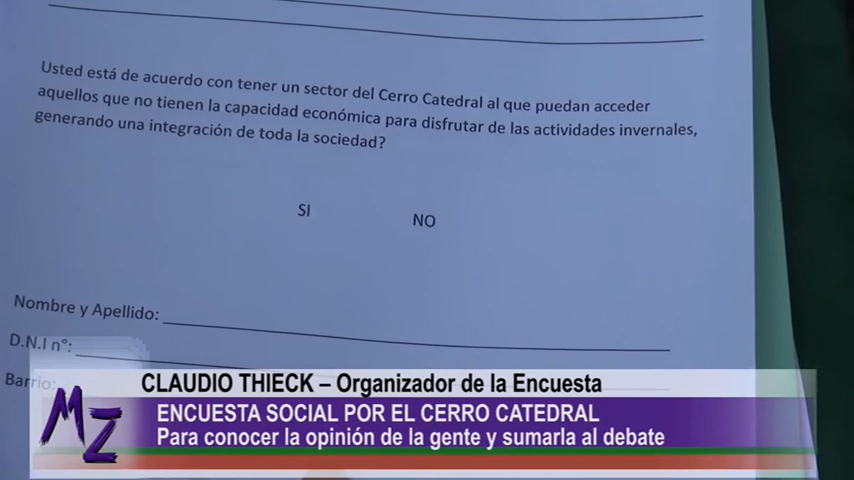 Usted está de acuerdo con tener un sector del Cerro Catedral al que puedan acceder
aquellos que no tienen la capacidad económica para disfrutar de las actividades invernales,
generando una integración de toda la sociedad?
SI NO
Nombre y Apellido:
D.N.I n°:
Barrio:
CLAUDIO THIECK – Organizador de la Encuesta
MZ
ENCUESTA SOCIAL POR EL CERRO CATEDRAL
Para conocer la opinión de la gente y sumarla al debate